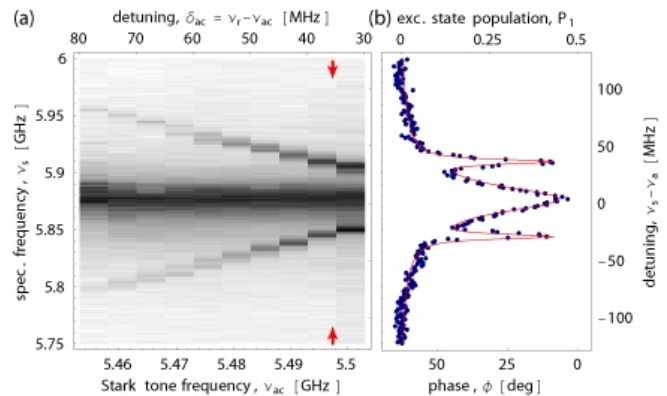 (a) detuning, δac = νr−νac [MHz]
80 70 60 50 40 30
6
5.95
5.9
5.85
5.8
5.75
spec. frequency, νs [GHz]
5.46 5.47 5.48 5.49 5.5
Stark tone frequency, νac [GHz]
(b) exc. state population, P1
0 0.25 0.5
100
50
0
−50
−100
detuning, νs−νa [MHz]
50 25 0
phase, ϕ [deg]